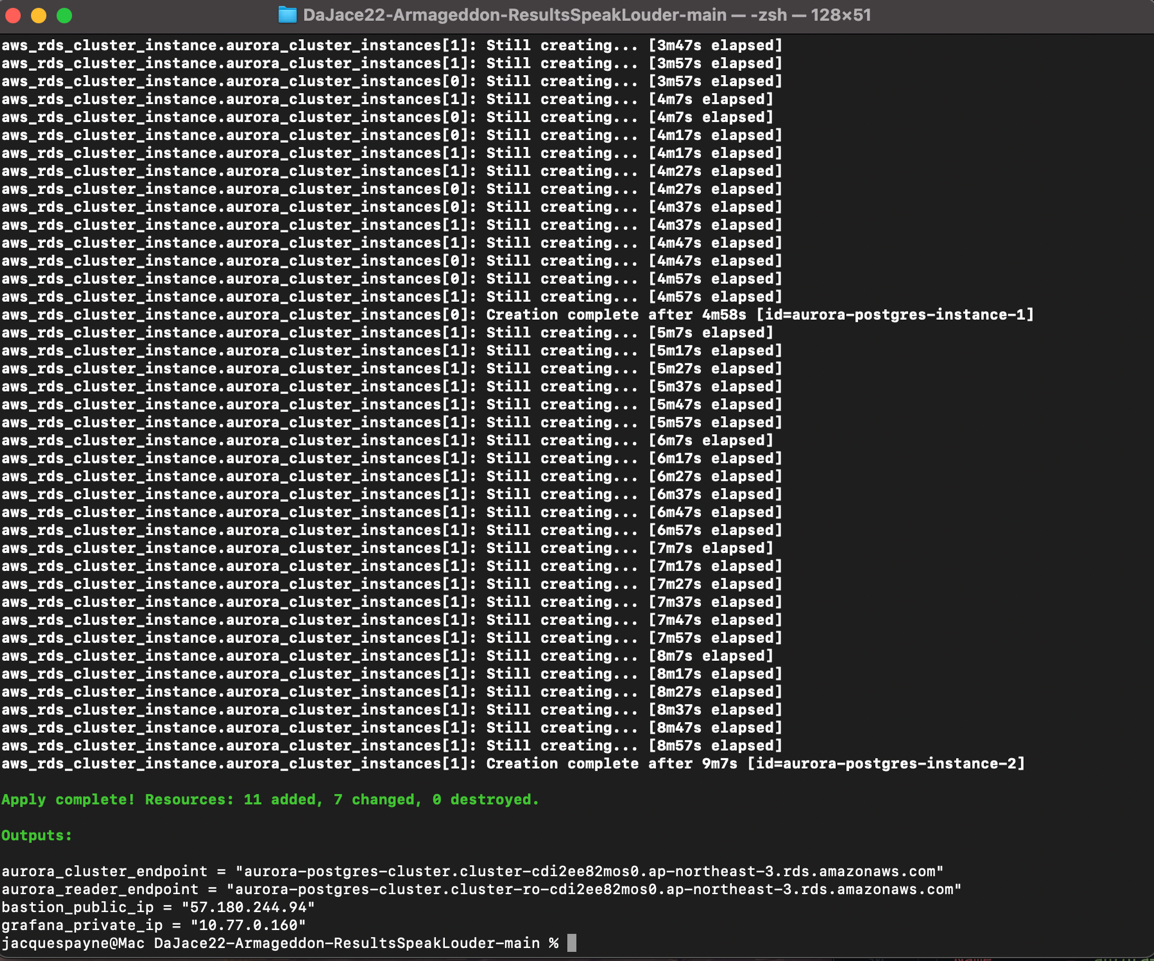 DaJace22-Armageddon-ResultsSpeakLouder-main — -zsh — 128×51
aws_rds_cluster_instance.aurora_cluster_instances[1]: Still creating... [3m47s elapsed]
aws_rds_cluster_instance.aurora_cluster_instances[1]: Still creating... [3m57s elapsed]
aws_rds_cluster_instance.aurora_cluster_instances[0]: Still creating... [3m57s elapsed]
aws_rds_cluster_instance.aurora_cluster_instances[1]: Still creating... [4m7s elapsed]
aws_rds_cluster_instance.aurora_cluster_instances[0]: Still creating... [4m7s elapsed]
aws_rds_cluster_instance.aurora_cluster_instances[0]: Still creating... [4m17s elapsed]
aws_rds_cluster_instance.aurora_cluster_instances[1]: Still creating... [4m17s elapsed]
aws_rds_cluster_instance.aurora_cluster_instances[1]: Still creating... [4m27s elapsed]
aws_rds_cluster_instance.aurora_cluster_instances[0]: Still creating... [4m27s elapsed]
aws_rds_cluster_instance.aurora_cluster_instances[0]: Still creating... [4m37s elapsed]
aws_rds_cluster_instance.aurora_cluster_instances[1]: Still creating... [4m37s elapsed]
aws_rds_cluster_instance.aurora_cluster_instances[1]: Still creating... [4m47s elapsed]
aws_rds_cluster_instance.aurora_cluster_instances[0]: Still creating... [4m47s elapsed]
aws_rds_cluster_instance.aurora_cluster_instances[0]: Still creating... [4m57s elapsed]
aws_rds_cluster_instance.aurora_cluster_instances[1]: Still creating... [4m57s elapsed]
aws_rds_cluster_instance.aurora_cluster_instances[0]: Creation complete after 4m58s [id=aurora-postgres-instance-1]
aws_rds_cluster_instance.aurora_cluster_instances[1]: Still creating... [5m7s elapsed]
aws_rds_cluster_instance.aurora_cluster_instances[1]: Still creating... [5m17s elapsed]
aws_rds_cluster_instance.aurora_cluster_instances[1]: Still creating... [5m27s elapsed]
aws_rds_cluster_instance.aurora_cluster_instances[1]: Still creating... [5m37s elapsed]
aws_rds_cluster_instance.aurora_cluster_instances[1]: Still creating... [5m47s elapsed]
aws_rds_cluster_instance.aurora_cluster_instances[1]: Still creating... [5m57s elapsed]
aws_rds_cluster_instance.aurora_cluster_instances[1]: Still creating... [6m7s elapsed]
aws_rds_cluster_instance.aurora_cluster_instances[1]: Still creating... [6m17s elapsed]
aws_rds_cluster_instance.aurora_cluster_instances[1]: Still creating... [6m27s elapsed]
aws_rds_cluster_instance.aurora_cluster_instances[1]: Still creating... [6m37s elapsed]
aws_rds_cluster_instance.aurora_cluster_instances[1]: Still creating... [6m47s elapsed]
aws_rds_cluster_instance.aurora_cluster_instances[1]: Still creating... [6m57s elapsed]
aws_rds_cluster_instance.aurora_cluster_instances[1]: Still creating... [7m7s elapsed]
aws_rds_cluster_instance.aurora_cluster_instances[1]: Still creating... [7m17s elapsed]
aws_rds_cluster_instance.aurora_cluster_instances[1]: Still creating... [7m27s elapsed]
aws_rds_cluster_instance.aurora_cluster_instances[1]: Still creating... [7m37s elapsed]
aws_rds_cluster_instance.aurora_cluster_instances[1]: Still creating... [7m47s elapsed]
aws_rds_cluster_instance.aurora_cluster_instances[1]: Still creating... [7m57s elapsed]
aws_rds_cluster_instance.aurora_cluster_instances[1]: Still creating... [8m7s elapsed]
aws_rds_cluster_instance.aurora_cluster_instances[1]: Still creating... [8m17s elapsed]
aws_rds_cluster_instance.aurora_cluster_instances[1]: Still creating... [8m27s elapsed]
aws_rds_cluster_instance.aurora_cluster_instances[1]: Still creating... [8m37s elapsed]
aws_rds_cluster_instance.aurora_cluster_instances[1]: Still creating... [8m47s elapsed]
aws_rds_cluster_instance.aurora_cluster_instances[1]: Still creating... [8m57s elapsed]
aws_rds_cluster_instance.aurora_cluster_instances[1]: Creation complete after 9m7s [id=aurora-postgres-instance-2]
Apply complete! Resources: 11 added, 7 changed, 0 destroyed.
Outputs:
aurora_cluster_endpoint = "aurora-postgres-cluster.cluster-cdi2ee82mos0.ap-northeast-3.rds.amazonaws.com"
aurora_reader_endpoint = "aurora-postgres-cluster.cluster-ro-cdi2ee82mos0.ap-northeast-3.rds.amazonaws.com"
bastion_public_ip = "57.180.244.94"
grafana_private_ip = "10.77.0.160"
jacquespayne@Mac DaJace22-Armageddon-ResultsSpeakLouder-main %